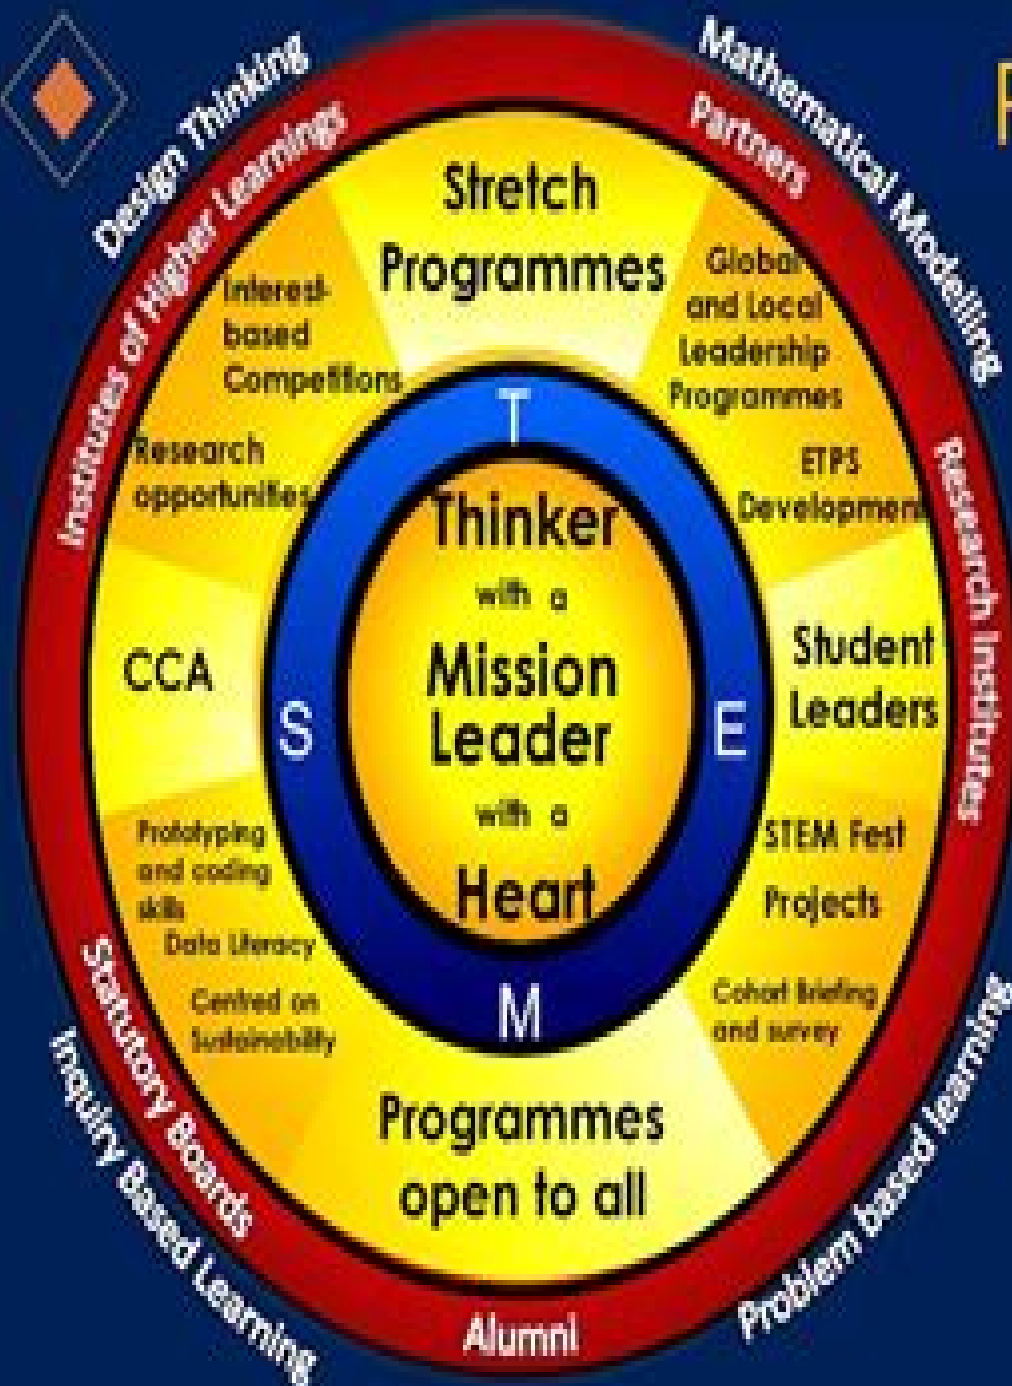 Design Thinking
Mathematical Modelling
Institutes of Higher Learnings
Partners
Stretch
Programmes
Interest-
based
Competitions
Research
opportunities
Global
and Local
Leadership
Programmes
ETPS
Development
T
Thinker
with a
Mission
Leader
with a
Heart
S
E
M
CCA
Student
Leaders
Research Institutes
Prototyping
and coding
skills
Data Literacy
Centred on
Sustainability
STEM Fest
Projects
Cohort Briefing
and survey
Programmes
open to all
Statutory Boards
Alumni
Inquiry Based Learning
Problem based learning